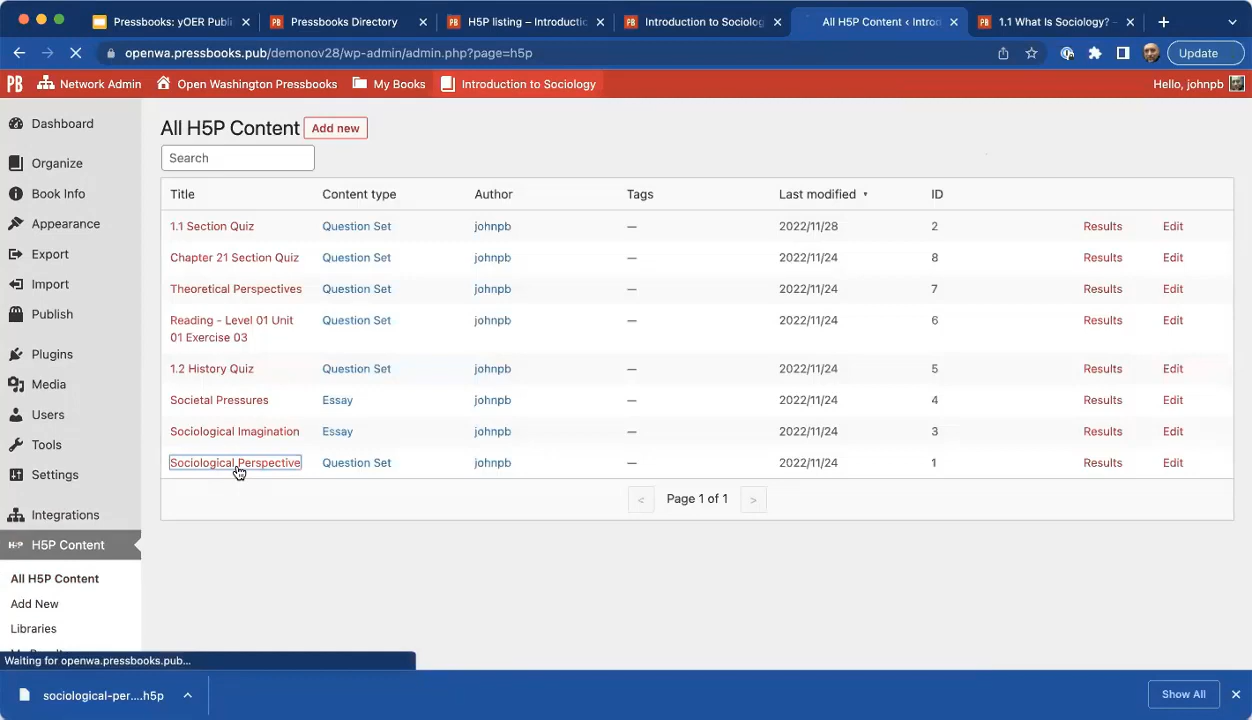 Pressbooks: yOER Publi
Pressbooks Directory
H5P listing – Introductic
Introduction to Sociolog
All H5P Content ‹ Introd
1.1 What Is Sociology? –
openwa.pressbooks.pub/demonov28/wp-admin/admin.php?page=h5p
Update
PB Network Admin Open Washington Pressbooks My Books Introduction to Sociology Hello, johnpb
Dashboard
Organize
Book Info
Appearance
Export
Import
Publish
Plugins
Media
Users
Tools
Settings
Integrations
H5P Content
All H5P Content
Add New
Libraries
All H5P Content Add new
Search
Title Content type Author Tags Last modified ▼ ID
1.1 Section Quiz Question Set johnpb — 2022/11/28 2 Results Edit
Chapter 21 Section Quiz Question Set johnpb — 2022/11/24 8 Results Edit
Theoretical Perspectives Question Set johnpb — 2022/11/24 7 Results Edit
Reading - Level 01 Unit Question Set johnpb — 2022/11/24 6 Results Edit
01 Exercise 03
1.2 History Quiz Question Set johnpb — 2022/11/24 5 Results Edit
Societal Pressures Essay johnpb — 2022/11/24 4 Results Edit
Sociological Imagination Essay johnpb — 2022/11/24 3 Results Edit
Sociological Perspective Question Set johnpb — 2022/11/24 1 Results Edit
< Page 1 of 1 >
Waiting for openwa.pressbooks.pub...
sociological-per....h5p
Show All